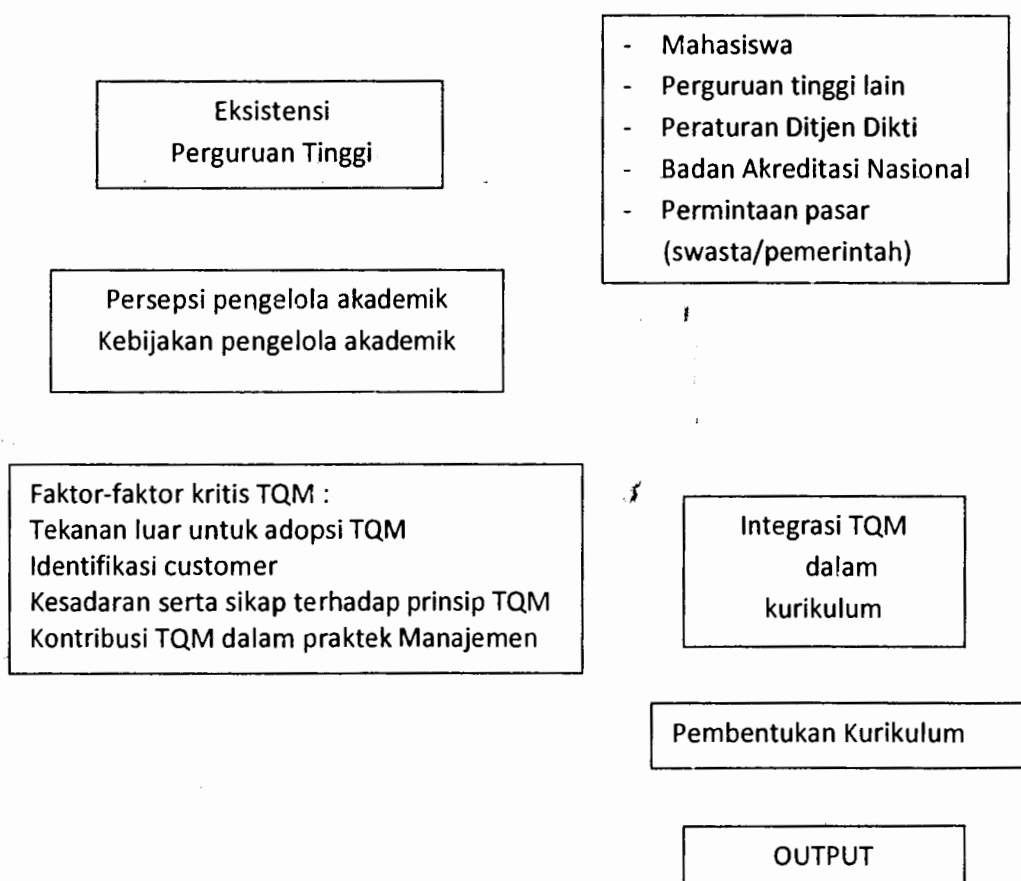 Eksistensi
Perguruan Tinggi
- Mahasiswa
- Perguruan tinggi lain
- Peraturan Ditjen Dikti
- Badan Akreditasi Nasional
- Permintaan pasar
(swasta/pemerintah)
Persepsi pengelola akademik
Kebijakan pengelola akademik
Faktor-faktor kritis TQM :
Tekanan luar untuk adopsi TQM
Identifikasi customer
Kesadaran serta sikap terhadap prinsip TQM
Kontribusi TQM dalam praktek Manajemen
Integrasi TQM
dalam
kurikulum
Pembentukan Kurikulum
OUTPUT